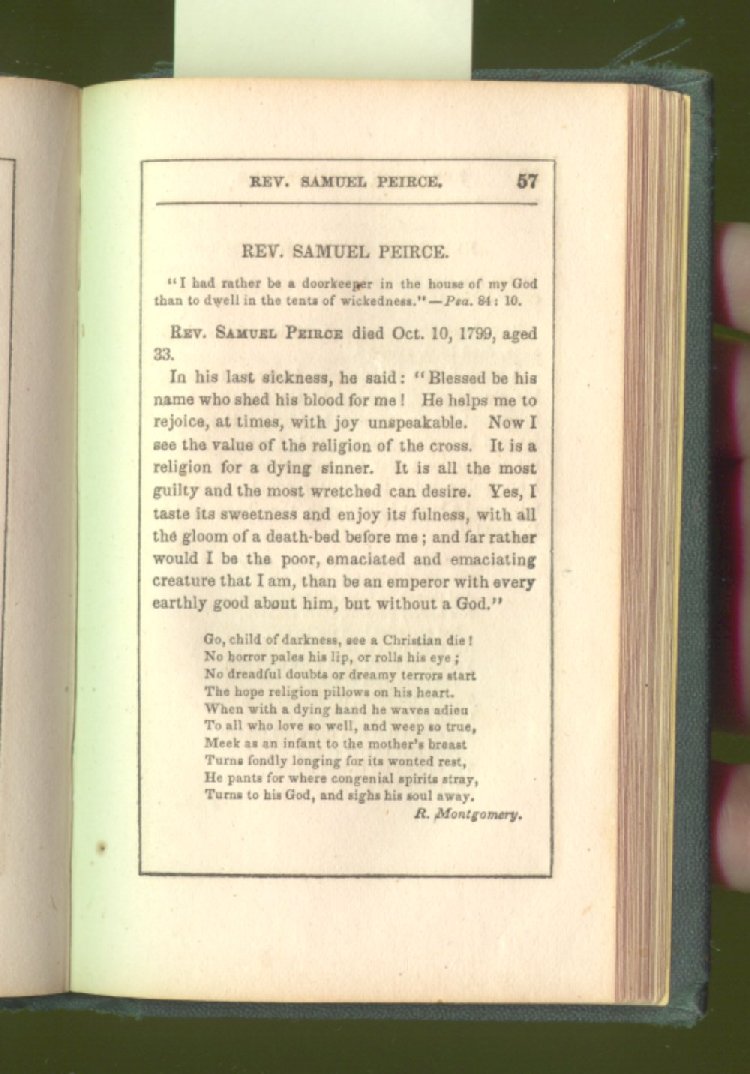 REV. SAMUEL PEIRCE. 57
REV. SAMUEL PEIRCE.
"I had rather be a doorkeeper in the house of my God
than to dwell in the tents of wickedness."—Psa. 84: 10.
REV. SAMUEL PEIRCE died Oct. 10, 1799, aged
33.
In his last sickness, he said: "Blessed be his
name who shed his blood for me! He helps me to
rejoice, at times, with joy unspeakable. Now I
see the value of the religion of the cross. It is a
religion for a dying sinner. It is all the most
guilty and the most wretched can desire. Yes, I
taste its sweetness and enjoy its fulness, with all
the gloom of a death-bed before me; and far rather
would I be the poor, emaciated and emaciating
creature that I am, than be an emperor with every
earthly good about him, but without a God."
Go, child of darkness, see a Christian die!
No horror pales his lip, or rolls his eye;
No dreadful doubts or dreamy terrors start
The hope religion pillows on his heart.
When with a dying hand he waves adieu
To all who love so well, and weep so true,
Meek as an infant to the mother's breast
Turns fondly longing for its wonted rest,
He pants for where congenial spirits stray,
Turns to his God, and sighs his soul away.
R. Montgomery.